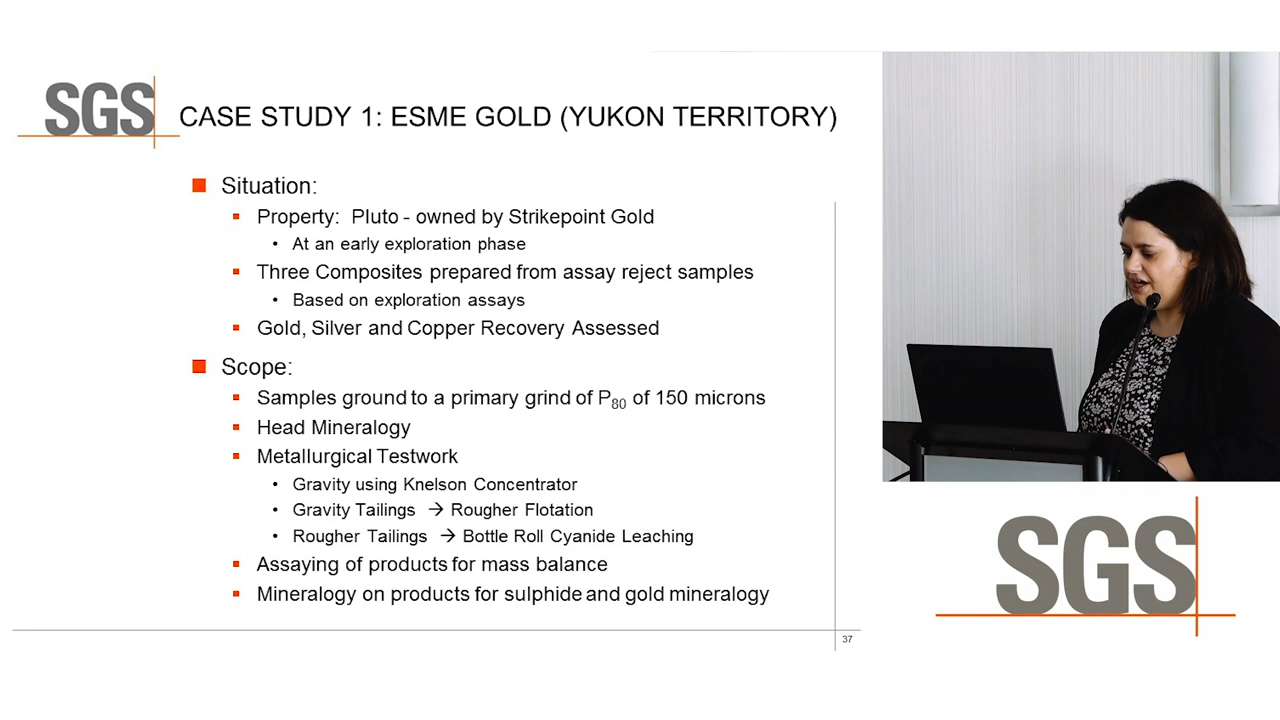 SGS
CASE STUDY 1: ESME GOLD (YUKON TERRITORY)
■ Situation:
▪ Property: Pluto - owned by Strikepoint Gold
• At an early exploration phase
▪ Three Composites prepared from assay reject samples
• Based on exploration assays
▪ Gold, Silver and Copper Recovery Assessed
■ Scope:
▪ Samples ground to a primary grind of P80 of 150 microns
▪ Head Mineralogy
▪ Metallurgical Testwork
• Gravity using Knelson Concentrator
• Gravity Tailings → Rougher Flotation
• Rougher Tailings → Bottle Roll Cyanide Leaching
▪ Assaying of products for mass balance
▪ Mineralogy on products for sulphide and gold mineralogy
37
SGS